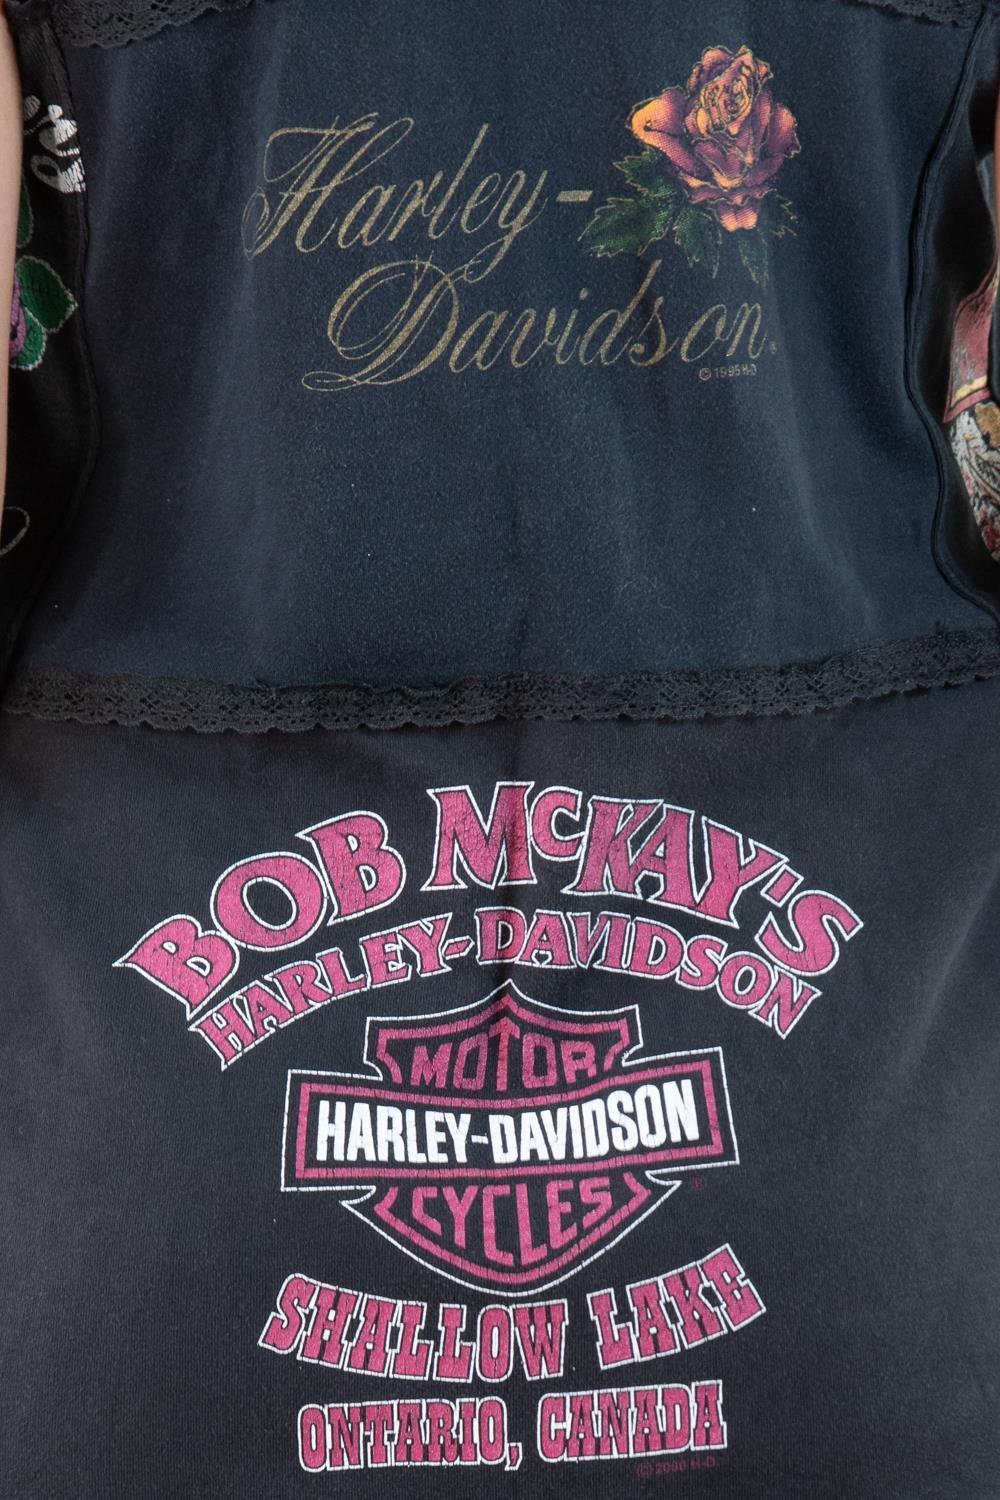 Harley-
Davidson
© 1995 H-D
BOB McKAY'S
HARLEY-DAVIDSON
MOTOR
HARLEY-DAVIDSON
CYCLES
SHALLOW LAKE
ONTARIO, CANADA
© 2000 H-D.